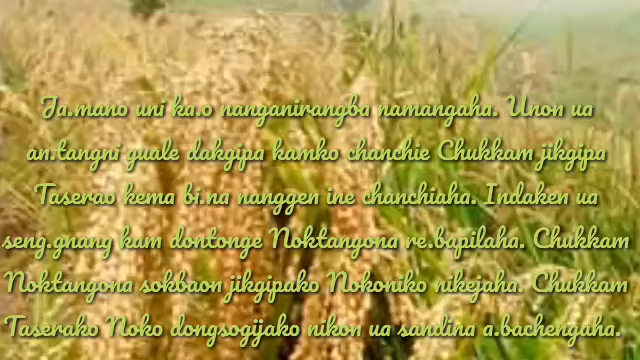 Ja.mano uni ka.o nanganirangba namangaha. Unon ua
an.tangni guale dakgipa kamko chanchie Chukkam jikgipa
Taserao kema bi.na nanggen ine chanchiaha. Indaken ua
seng.gnang kam dontonge Noktangona re.bapilaha. Chukkam
Noktangona sokbaon jikgipako Nokoniko nikejaha. Chukkam
Taserako Noko dongsogijako nikon ua sandina a.bachengaha.